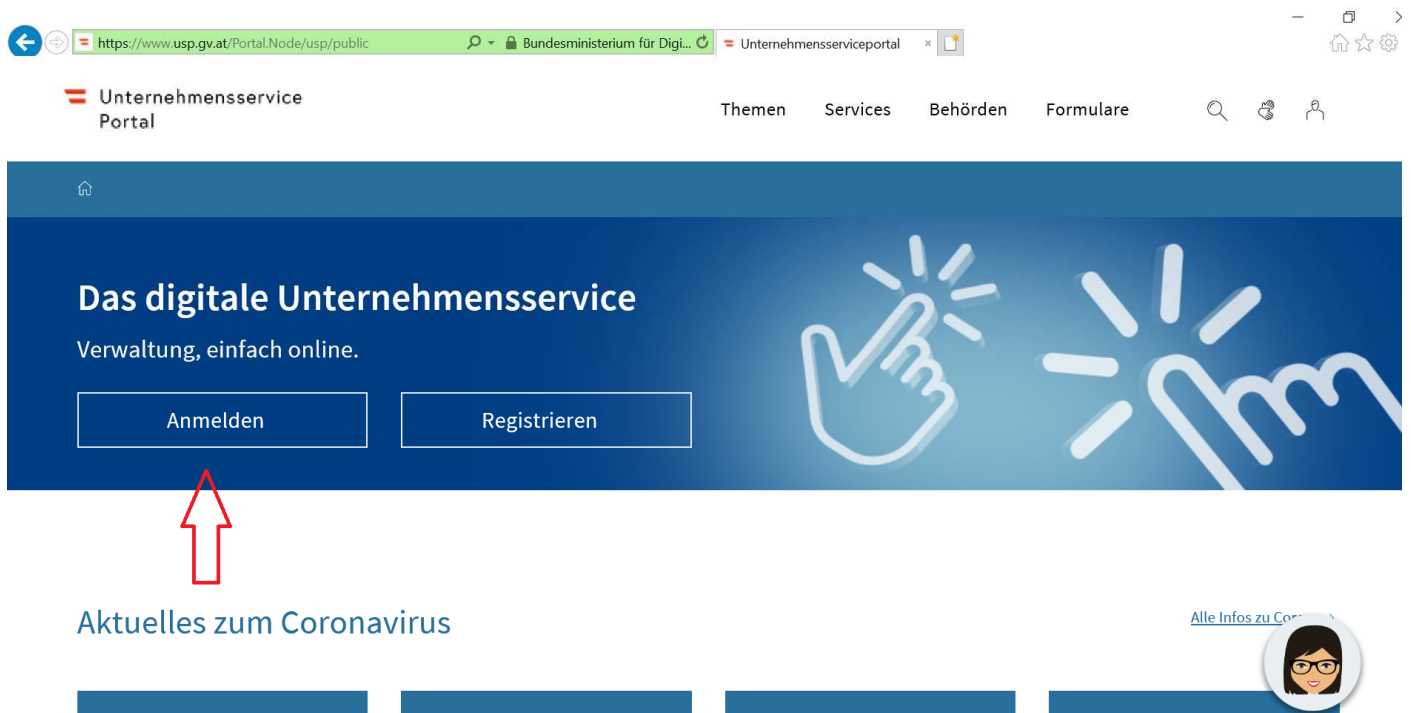 https://www.usp.gv.at/Portal.Node/usp/public
Bundesministerium für Digi...
Unternehmensserviceportal
Unternehmensservice
Portal
Themen
Services
Behörden
Formulare
Das digitale Unternehmensservice
Verwaltung, einfach online.
Anmelden
Registrieren
Aktuelles zum Coronavirus
Alle Infos zu